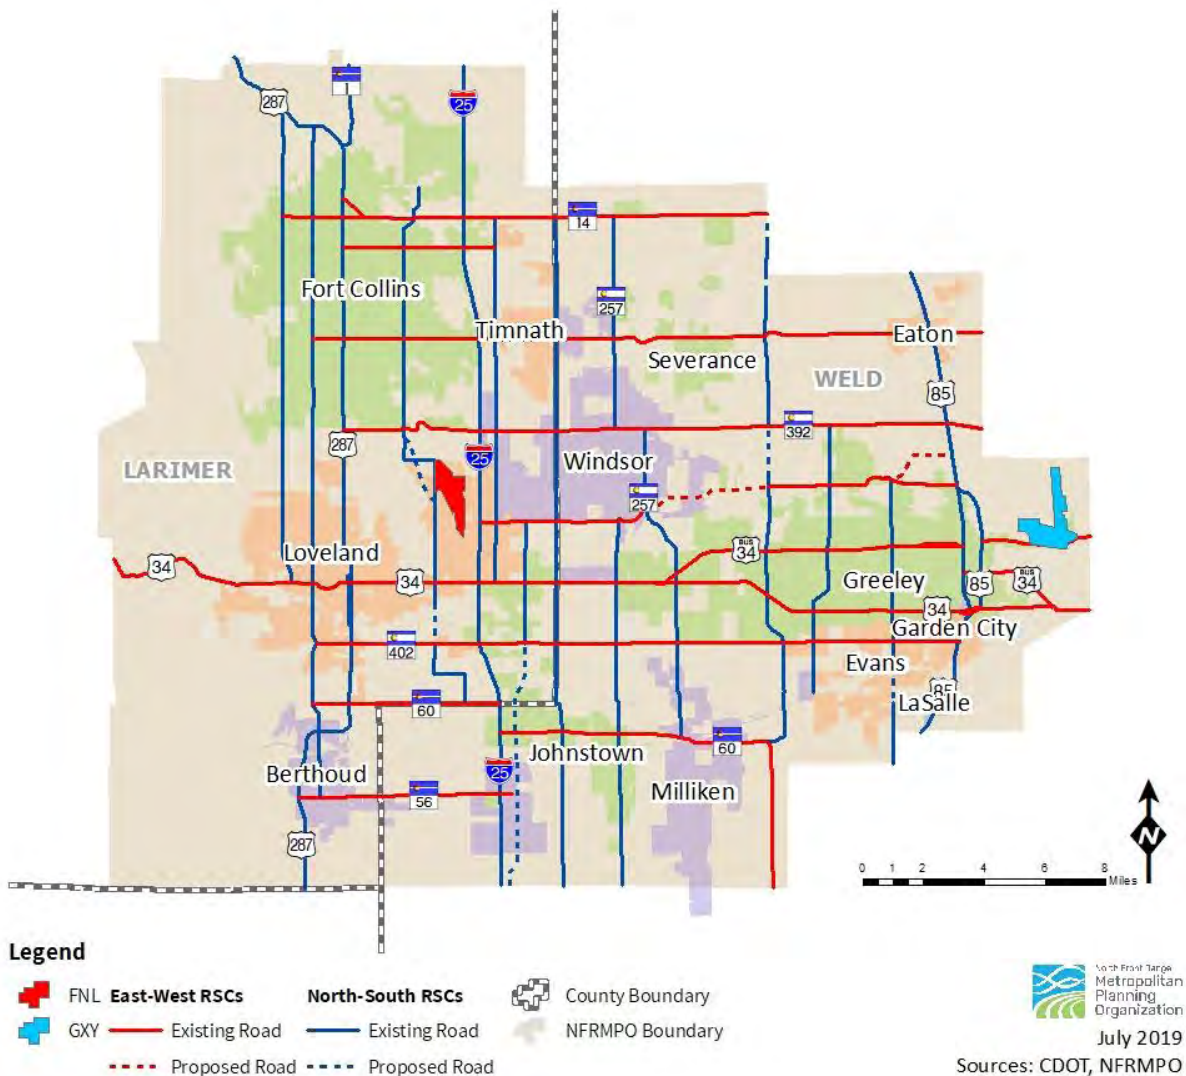 287
1
25
14
Fort Collins
257
Timnath
Eaton
Severance
WELD
85
392
287
LARIMER
25
Windsor
257
Loveland
BUS
34
34
34
Greeley
85
BUS
34
34
Garden City
402
Evans
85
LaSalle
60
60
Johnstown
Berthoud
25
Milliken
56
287
N
0 1 2 4 6 8
Miles
Legend
FNL East-West RSCs North-South RSCs County Boundary
GXY Existing Road Existing Road NFRMPO Boundary
Proposed Road Proposed Road
North Front Range
Metropolitan
Planning
Organization
July 2019
Sources: CDOT, NFRMPO